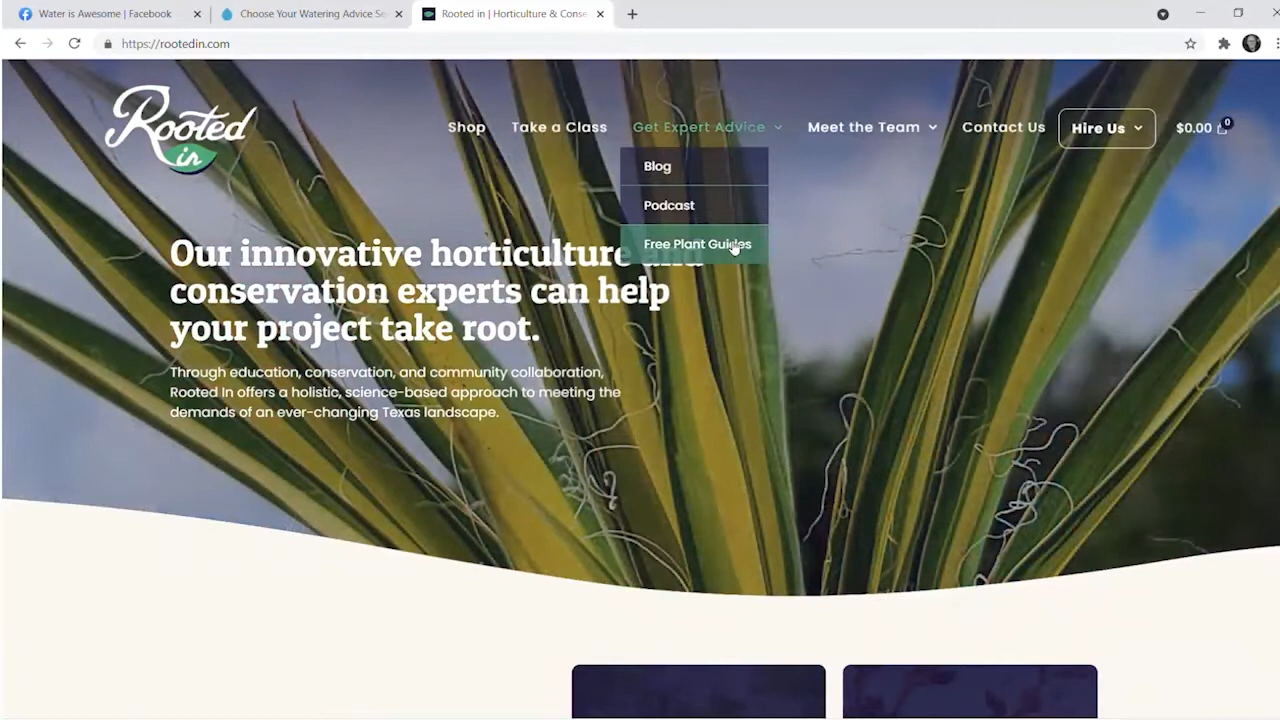 Water is Awesome | Facebook
Choose Your Watering Advice Se
Rooted in | Horticulture & Conse
https://rootedin.com
Rooted
in
Shop
Take a Class
Get Expert Advice
Meet the Team
Contact Us
Hire Us
$0.00
0
Blog
Podcast
Free Plant Guides
Our innovative horticulture and
conservation experts can help
your project take root.
Through education, conservation, and community collaboration,
Rooted In offers a holistic, science-based approach to meeting the
demands of an ever-changing Texas landscape.